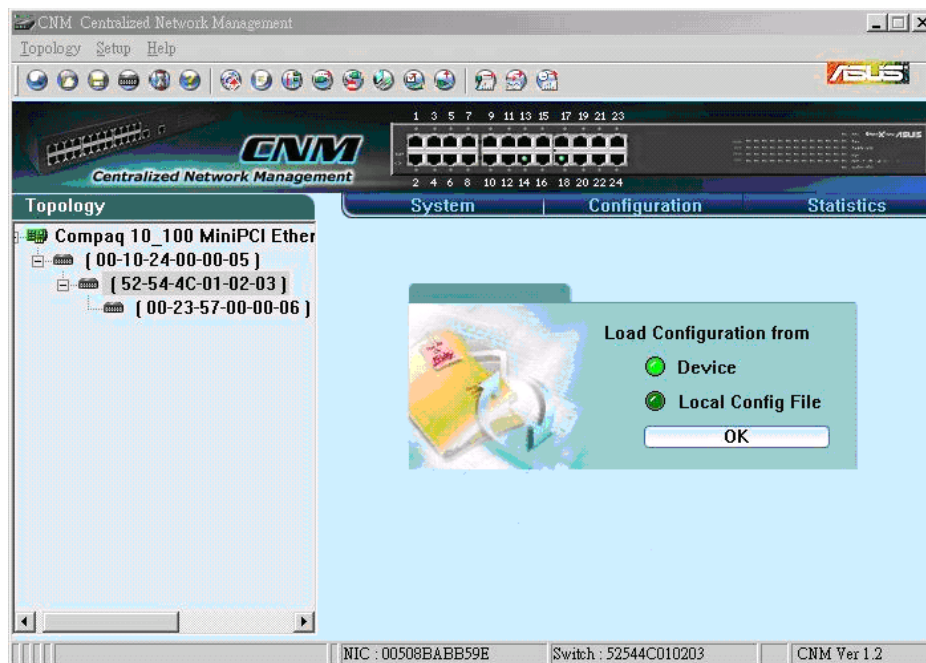 CNM Centralized Network Management
Topology Setup Help
ASUS
1 3 5 7 9 11 13 15 17 19 21 23
CNM
Centralized Network Management
2 4 6 8 10 12 14 16 18 20 22 24
Topology
System
Configuration
Statistics
Compaq 10_100 MiniPCI Ether
( 00-10-24-00-00-05 )
( 52-54-4C-01-02-03 )
( 00-23-57-00-00-06 )
Load Configuration from
Device
Local Config File
OK
NIC : 00508BABB59E
Switch : 52544C010203
CNM Ver 1.2